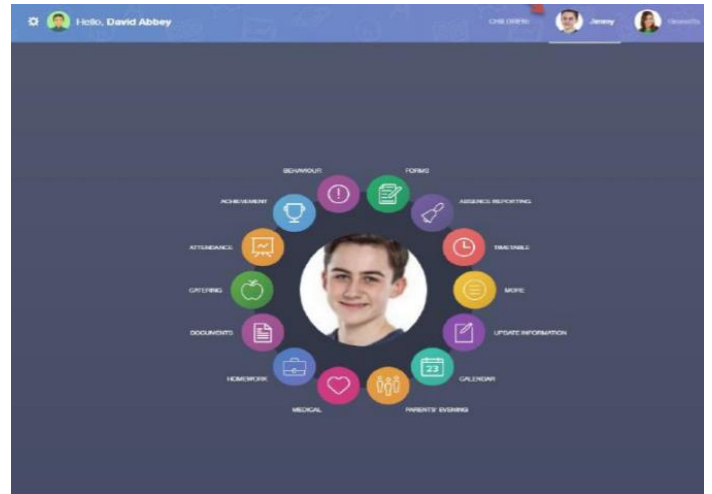 Hello, David Abbey
CHILDREN:
Jenny
BEHAVIOUR
FORMS
ACHIEVEMENT
ABSENCE REPORTING
ATTENDANCE
TIMETABLE
CATERING
MORE
DOCUMENTS
UPDATE INFORMATION
23
HOMEWORK
CALENDAR
MEDICAL
PARENTS' EVENING